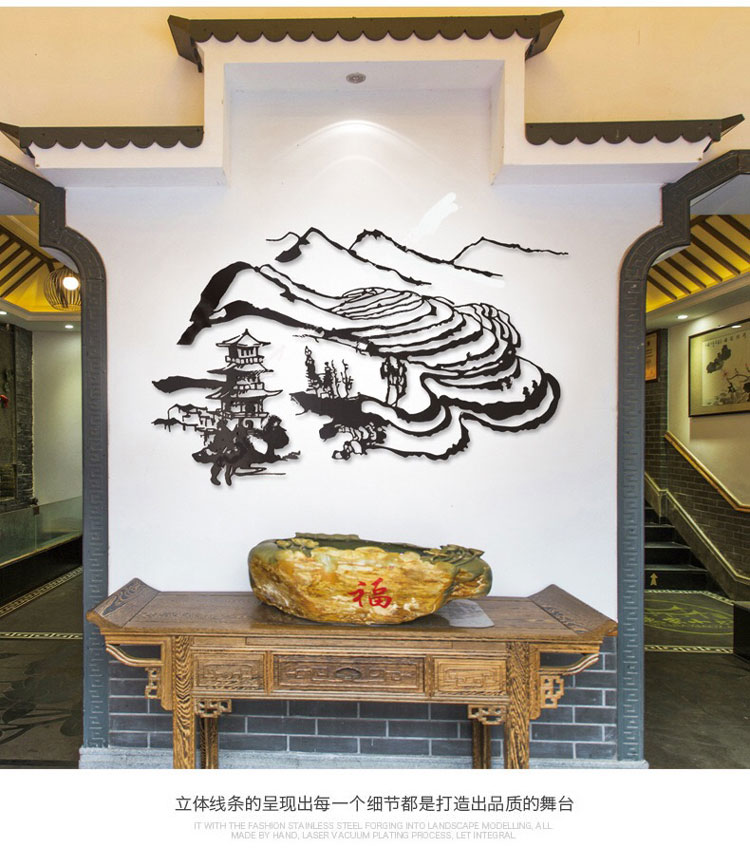 福
立体线条的呈现出每一个细节都是打造出品质的舞台
IT WITH THE FASHION STAINLESS STEEL FORGING INTO LANDSCAPE MODELLING, ALL
MADE BY HAND, LASER VACUUM PLATING PROCESS, LET INTEGRAL